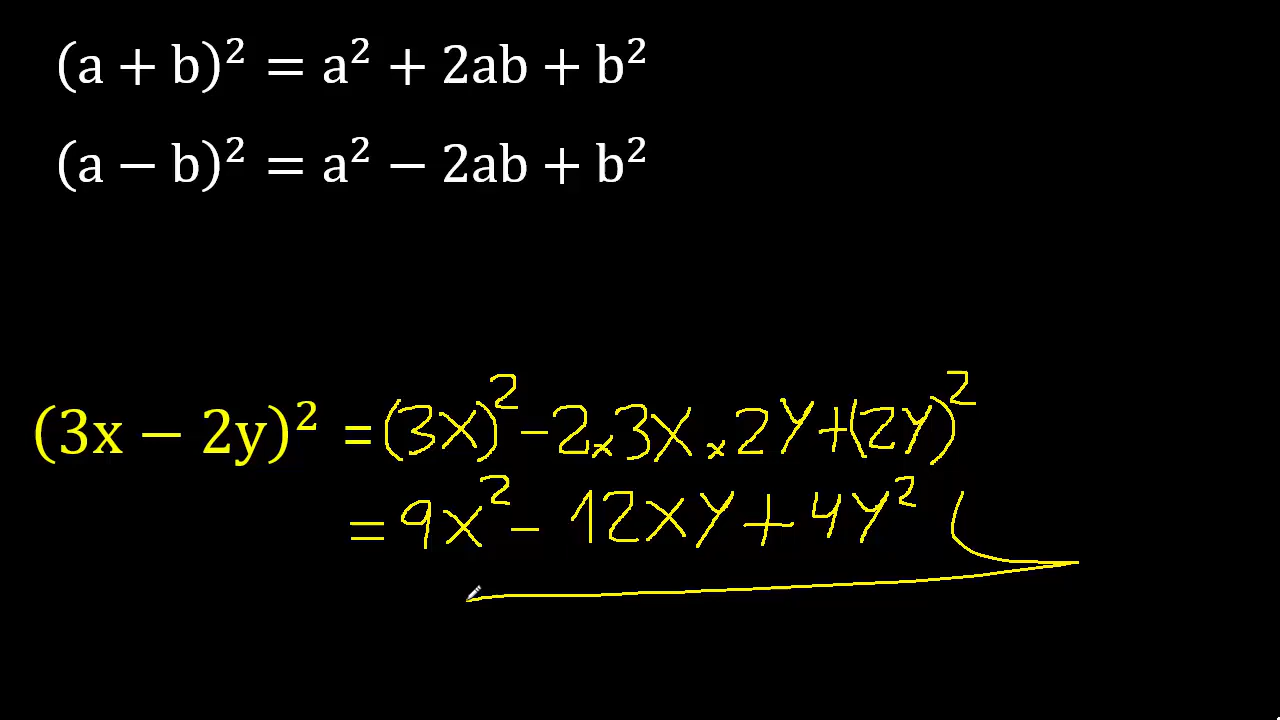 (a + b)² = a² + 2ab + b²
(a − b)² = a² − 2ab + b²
(3x − 2y)² = (3X)² − 2 × 3X × 2Y + (2Y)²
= 9X² − 12XY + 4Y²